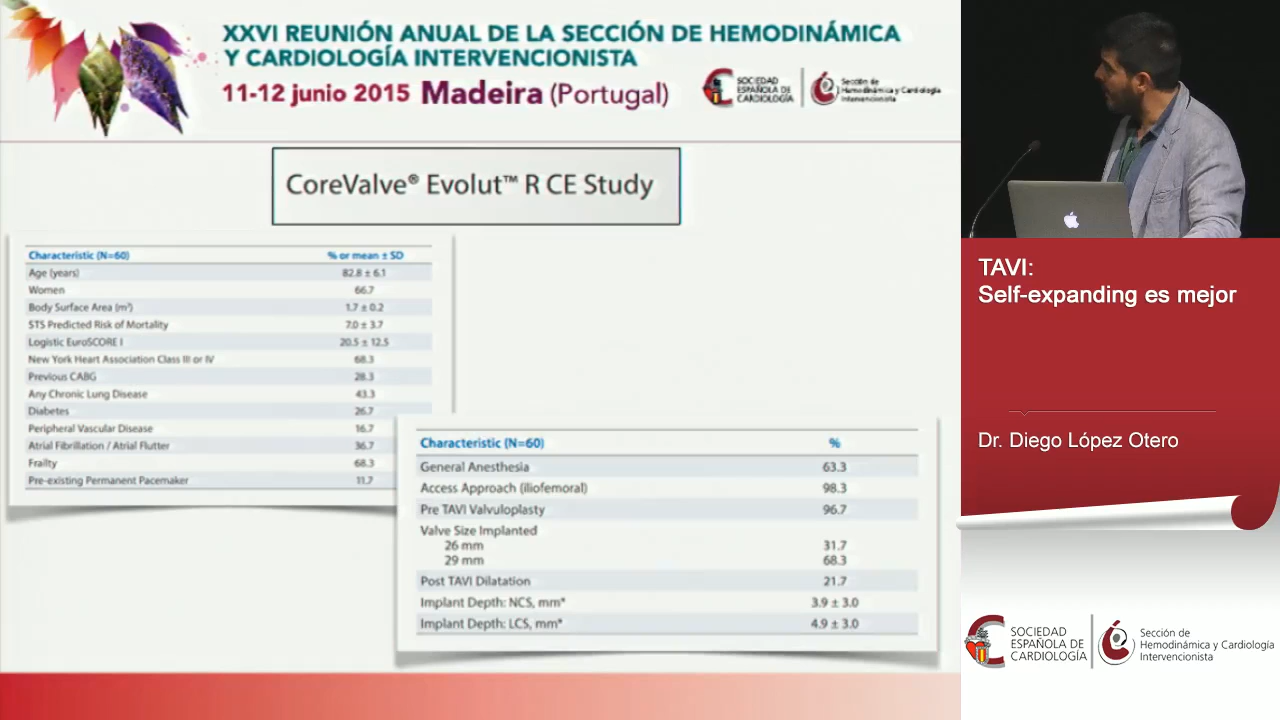 XXVI REUNIÓN ANUAL DE LA SECCIÓN DE HEMODINÁMICA
Y CARDIOLOGÍA INTERVENCIONISTA
11-12 junio 2015 Madeira (Portugal)
SOCIEDAD
ESPAÑOLA DE
CARDIOLOGÍA
Sección de
Hemodinámica y Cardiología
Intervencionista
CoreValve® Evolut™ R CE Study
Characteristic (N=60) % or mean ± SD
Age (years) 82.8 ± 6.1
Women 66.7
Body Surface Area (m²) 1.7 ± 0.2
STS Predicted Risk of Mortality 7.0 ± 3.7
Logistic EuroSCORE I 20.5 ± 12.5
New York Heart Association Class III or IV 68.3
Previous CABG 28.3
Any Chronic Lung Disease 43.3
Diabetes 26.7
Peripheral Vascular Disease 16.7
Atrial Fibrillation / Atrial Flutter 36.7
Frailty 68.3
Pre-existing Permanent Pacemaker 11.7
Characteristic (N=60) %
General Anesthesia 63.3
Access Approach (iliofemoral) 98.3
Pre TAVI Valvuloplasty 96.7
Valve Size Implanted
26 mm 31.7
29 mm 68.3
Post TAVI Dilatation 21.7
Implant Depth: NCS, mm* 3.9 ± 3.0
Implant Depth: LCS, mm* 4.9 ± 3.0
TAVI:
Self-expanding es mejor
Dr. Diego López Otero
SOCIEDAD
ESPAÑOLA DE
CARDIOLOGÍA
Sección de
Hemodinámica y Cardiología
Intervencionista